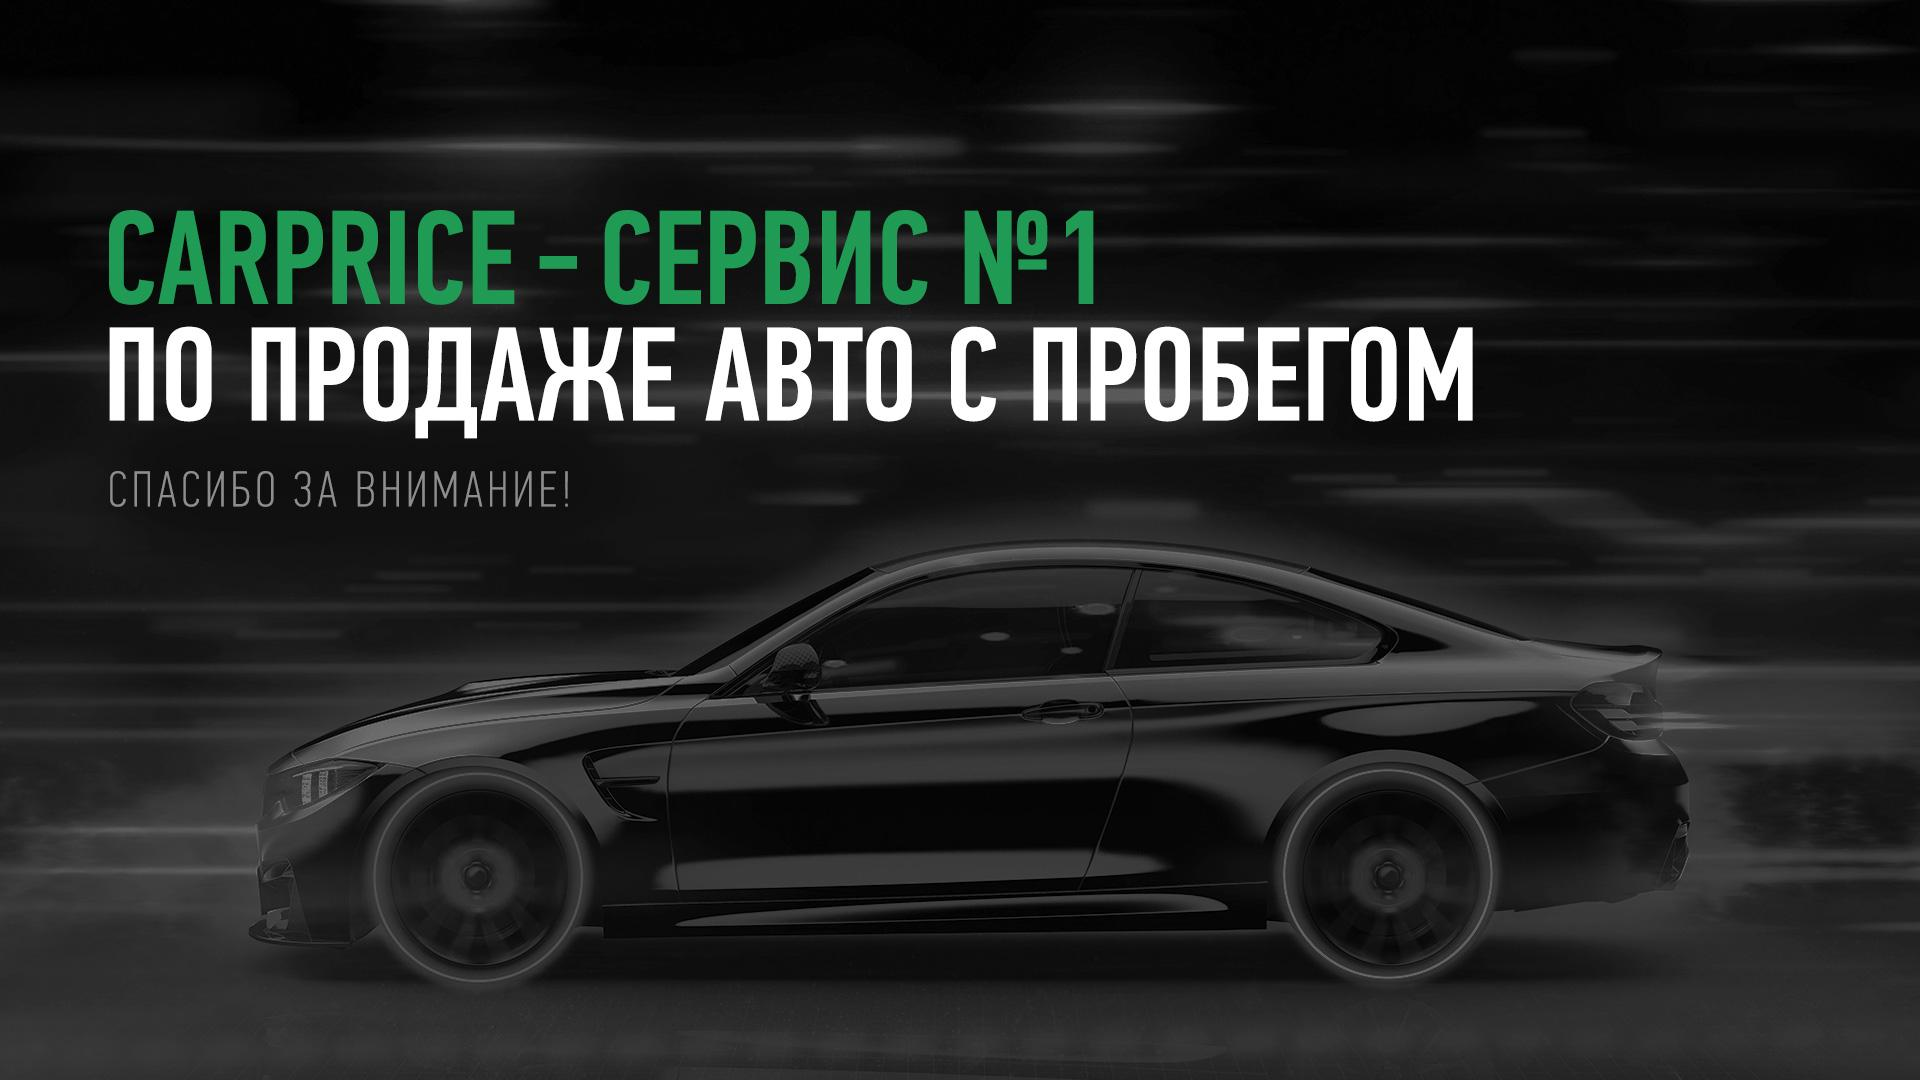 CARPRICE – СЕРВИС №1
ПО ПРОДАЖЕ АВТО С ПРОБЕГОМ
СПАСИБО ЗА ВНИМАНИЕ!